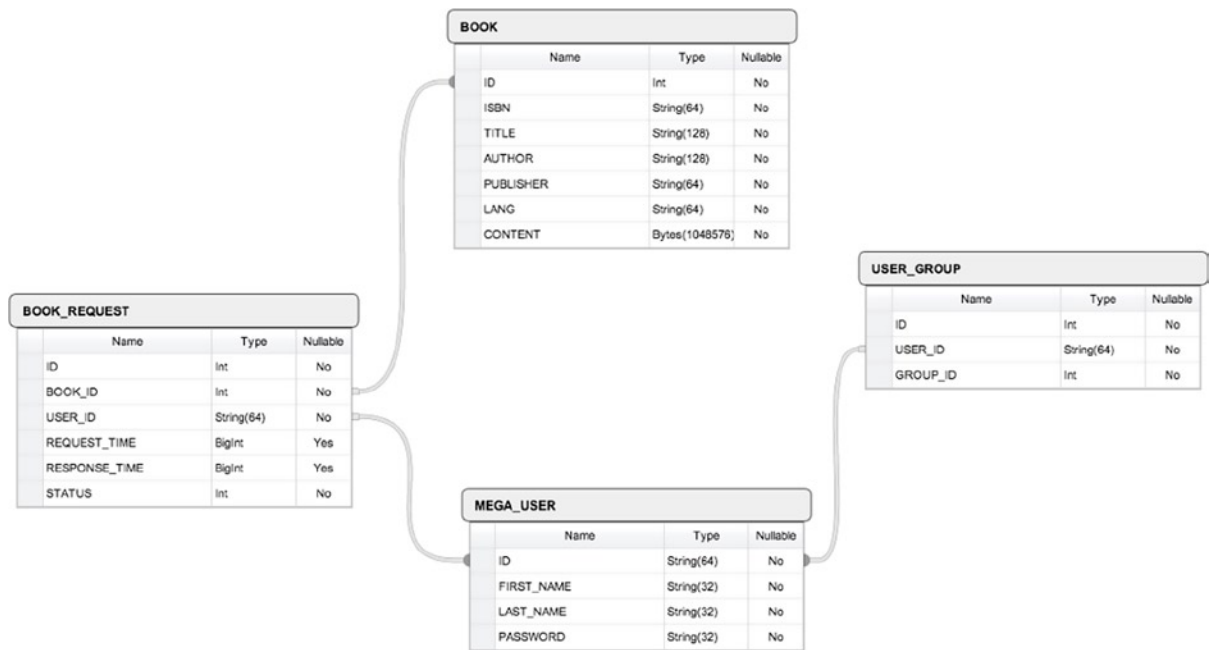 BOOK
Name Type Nullable
ID Int No
ISBN String(64) No
TITLE String(128) No
AUTHOR String(128) No
PUBLISHER String(64) No
LANG String(64) No
CONTENT Bytes(1048576) No
USER_GROUP
Name Type Nullable
ID Int No
USER_ID String(64) No
GROUP_ID Int No
BOOK_REQUEST
Name Type Nullable
ID Int No
BOOK_ID Int No
USER_ID String(64) No
REQUEST_TIME BigInt Yes
RESPONSE_TIME BigInt Yes
STATUS Int No
MEGA_USER
Name Type Nullable
ID String(64) No
FIRST_NAME String(32) No
LAST_NAME String(32) No
PASSWORD String(32) No